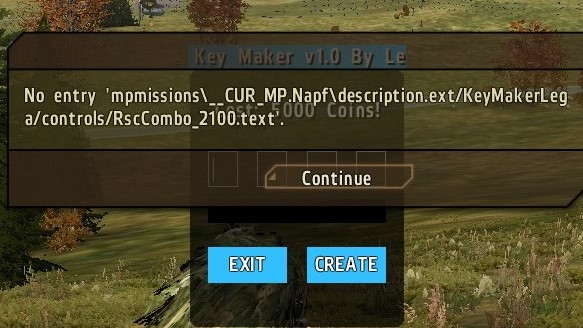 Key Maker v1.0 By Le
No entry 'mpmissions\__CUR_MP.Napf\description.ext/KeyMakerLeg
a/controls/RscCombo_2100.text'.
Cost: 5000 Coins!
Continue
EXIT CREATE